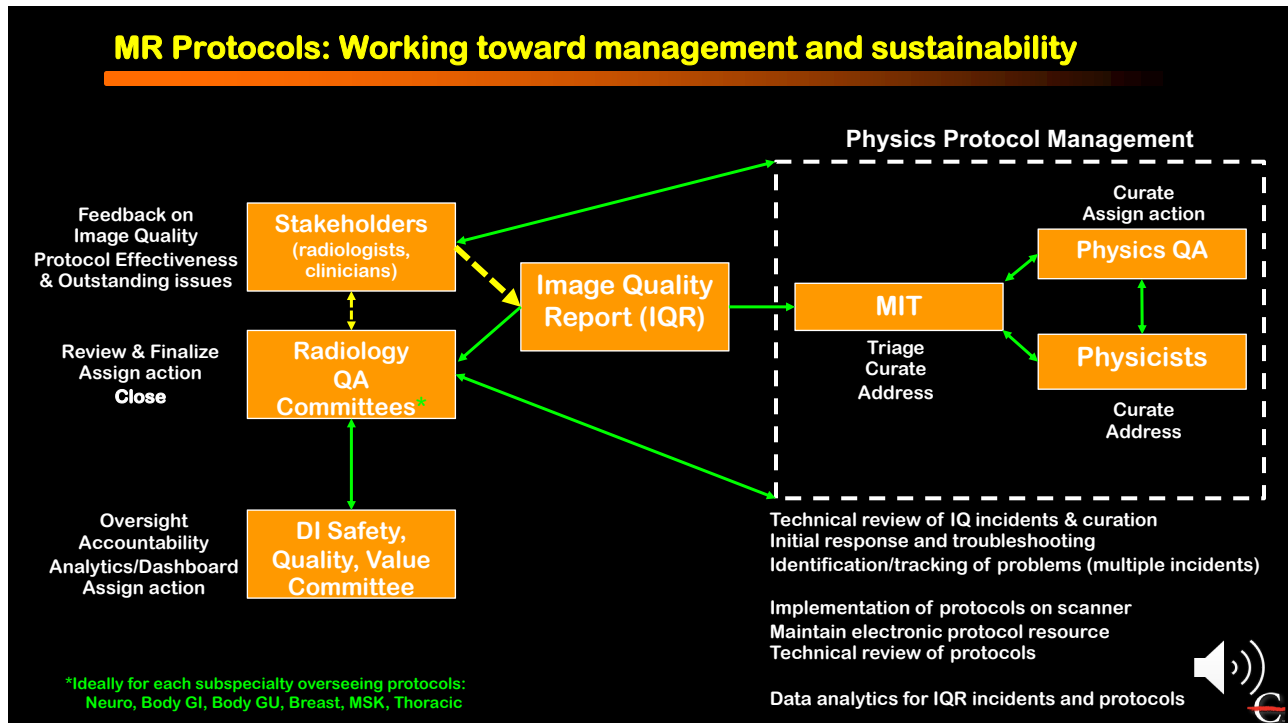 MR Protocols: Working toward management and sustainability
Physics Protocol Management
Feedback on
Image Quality
Protocol Effectiveness
& Outstanding issues
Stakeholders
(radiologists,
clinicians)
Image Quality
Report (IQR)
MIT
Triage
Curate
Address
Curate
Assign action
Physics QA
Physicists
Curate
Address
Review & Finalize
Assign action
Close
Radiology
QA
Committees*
Oversight
Accountability
Analytics/Dashboard
Assign action
DI Safety,
Quality, Value
Committee
Technical review of IQ incidents & curation
Initial response and troubleshooting
Identification/tracking of problems (multiple incidents)
Implementation of protocols on scanner
Maintain electronic protocol resource
Technical review of protocols
Data analytics for IQR incidents and protocols
*Ideally for each subspecialty overseeing protocols:
Neuro, Body GI, Body GU, Breast, MSK, Thoracic